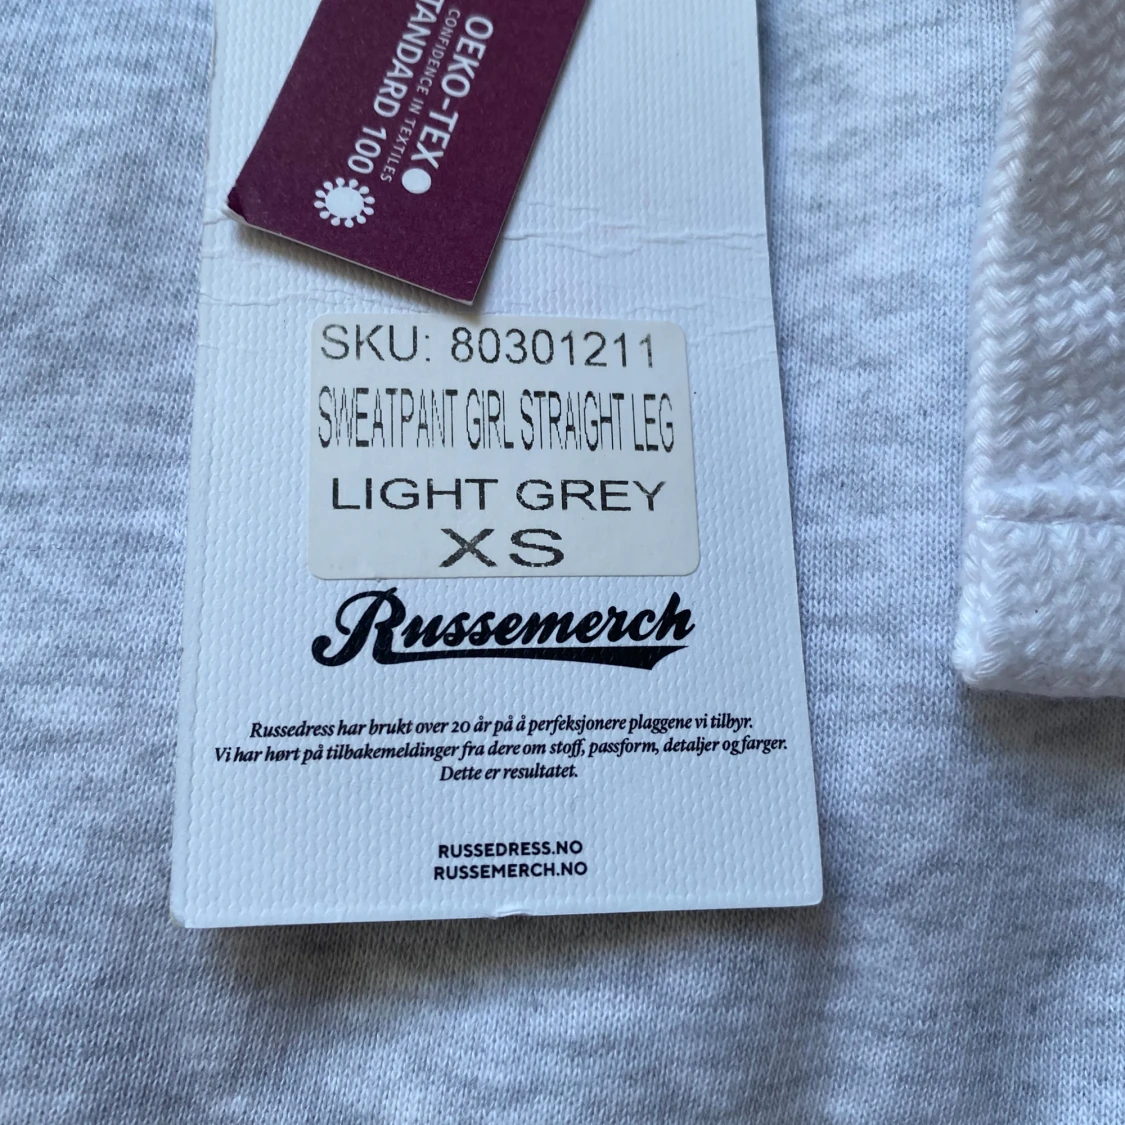 OEKO-TEX
CONFIDENCE IN TEXTILES
STANDARD 100
SKU: 80301211
SWEATPANT GIRL STRAIGHT LEG
LIGHT GREY
XS
Russemerch
Russedress har brukt over 20 år på å perfeksjonere plaggene vi tilbyr.
Vi har hørt på tilbakemeldinger fra dere om stoff, passform, detaljer og farger.
Dette er resultatet.
RUSSEDRESS.NO
RUSSEMERCH.NO